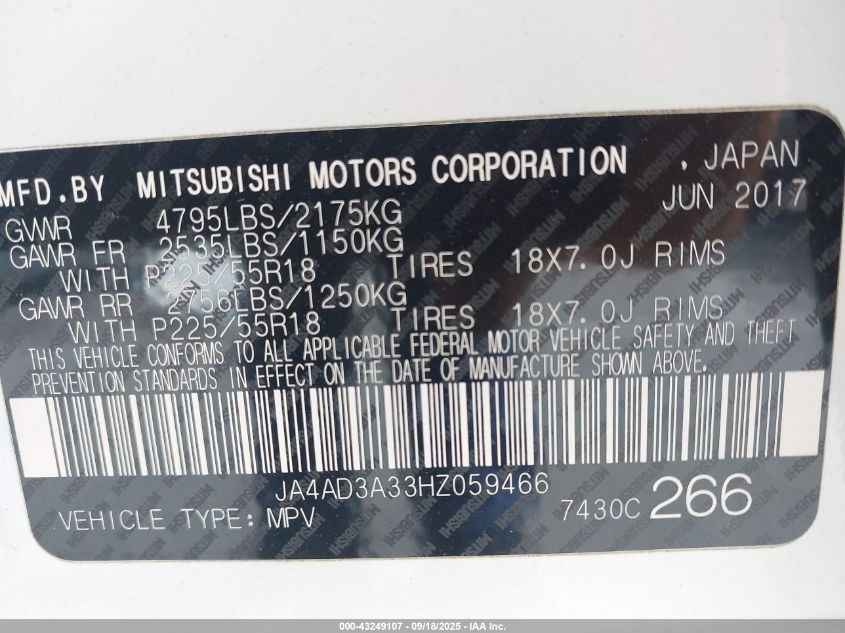 MFD.BY MITSUBISHI MOTORS CORPORATION . JAPAN
GWWR 4795LBS/2175KG JUN 2017
GAWR FR 2535LBS/1150KG
WITH P225/55R18 TIRES 18X7.0J RIMS
GAWR RR 2756LBS/1250KG
WITH P225/55R18 TIRES 18X7.0J RIMS
THIS VEHICLE CONFORMS TO ALL APPLICABLE FEDERAL MOTOR VEHICLE SAFETY AND THEFT
PREVENTION STANDARDS IN EFFECT ON THE DATE OF MANUFACTURE SHOWN ABOVE.
JA4AD3A33HZ059466
VEHICLE TYPE: MPV 7430C 266
000-43249107 - 09/18/2025 - IAA Inc.